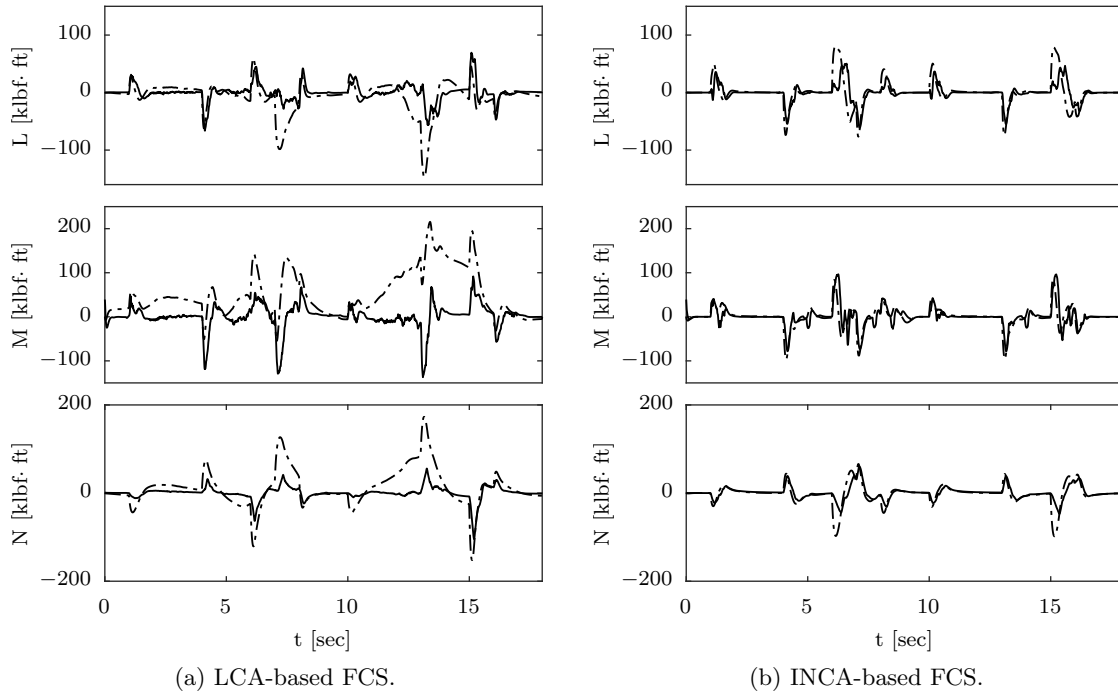 100
0
−100
L [klbf· ft]
200
100
0
−100
M [klbf· ft]
200
0
−200
N [klbf· ft]
0 5 10 15
t [sec]
(a) LCA-based FCS.
100
0
−100
L [klbf· ft]
200
100
0
−100
M [klbf· ft]
200
0
−200
N [klbf· ft]
0 5 10 15
t [sec]
(b) INCA-based FCS.